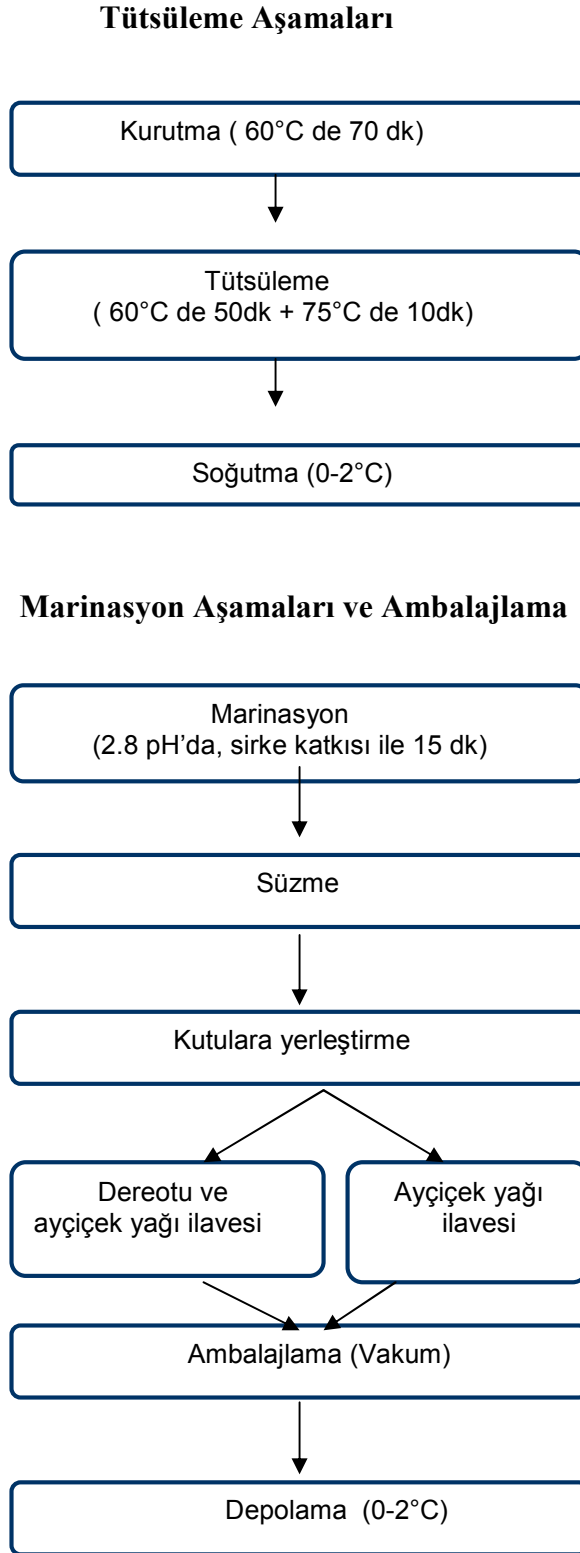 Tütsüleme Aşamaları
Kurutma ( 60°C de 70 dk)
Tütsüleme
( 60°C de 50dk + 75°C de 10dk)
Soğutma (0-2°C)
Marinasyon Aşamaları ve Ambalajlama
Marinasyon
(2.8 pH’da, sirke katkısı ile 15 dk)
Süzme
Kutulara yerleştirme
Dereotu ve
ayçiçek yağı ilavesi
Ayçiçek yağı
ilavesi
Ambalajlama (Vakum)
Depolama (0-2°C)